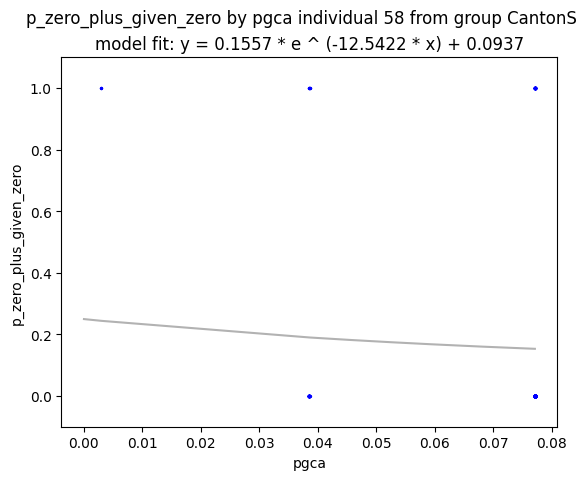 p_zero_plus_given_zero by pgca individual 58 from group CantonS
model fit: y = 0.1557 * e ^ (-12.5422 * x) + 0.0937
1.0
0.8
0.6
0.4
0.2
0.0
p_zero_plus_given_zero
0.00 0.01 0.02 0.03 0.04 0.05 0.06 0.07 0.08
pgca